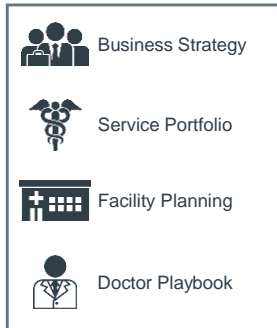 Business Strategy
Service Portfolio
Facility Planning
Doctor Playbook